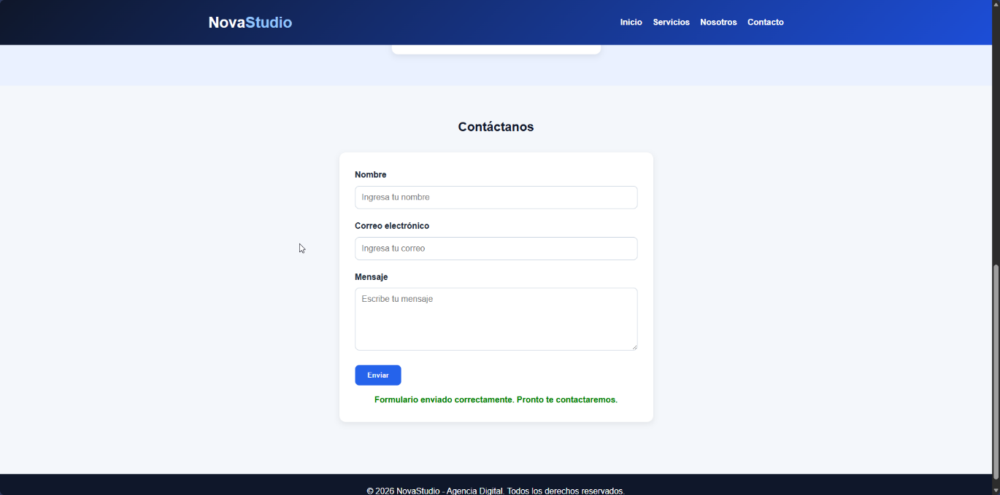 NovaStudio
Inicio Servicios Nosotros Contacto
Contáctanos
Nombre
Ingresa tu nombre
Correo electrónico
Ingresa tu correo
Mensaje
Escribe tu mensaje
Enviar
Formulario enviado correctamente. Pronto te contactaremos.
© 2026 NovaStudio - Agencia Digital. Todos los derechos reservados.